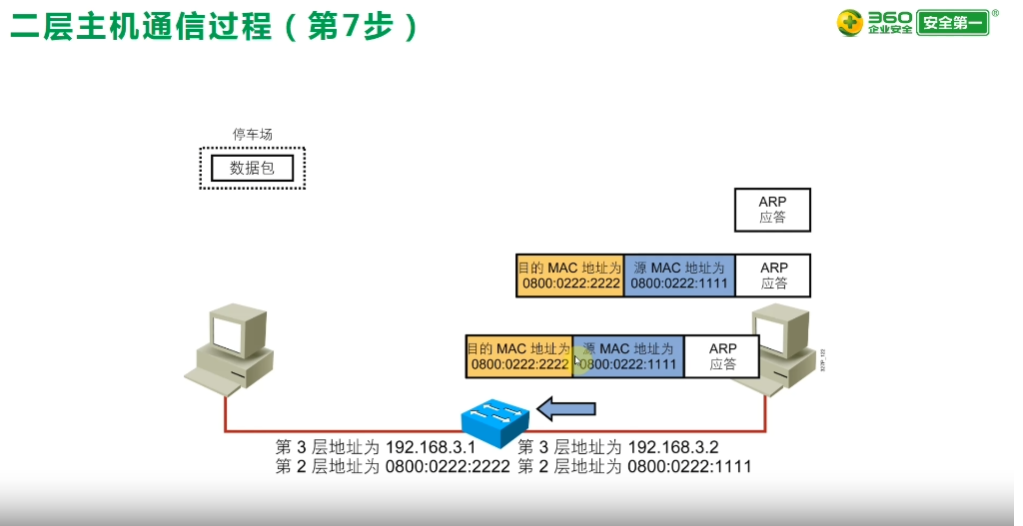 二层主机通信过程（第7步）
360
企业安全
安全第一
®
停车场
数据包
ARP
应答
目的 MAC 地址为
0800:0222:2222
源 MAC 地址为
0800:0222:1111
ARP
应答
目的 MAC 地址为
0800:0222:2222
源 MAC 地址为
0800:0222:1111
ARP
应答
第 3 层地址为 192.168.3.1
第 2 层地址为 0800:0222:2222
第 3 层地址为 192.168.3.2
第 2 层地址为 0800:0222:1111